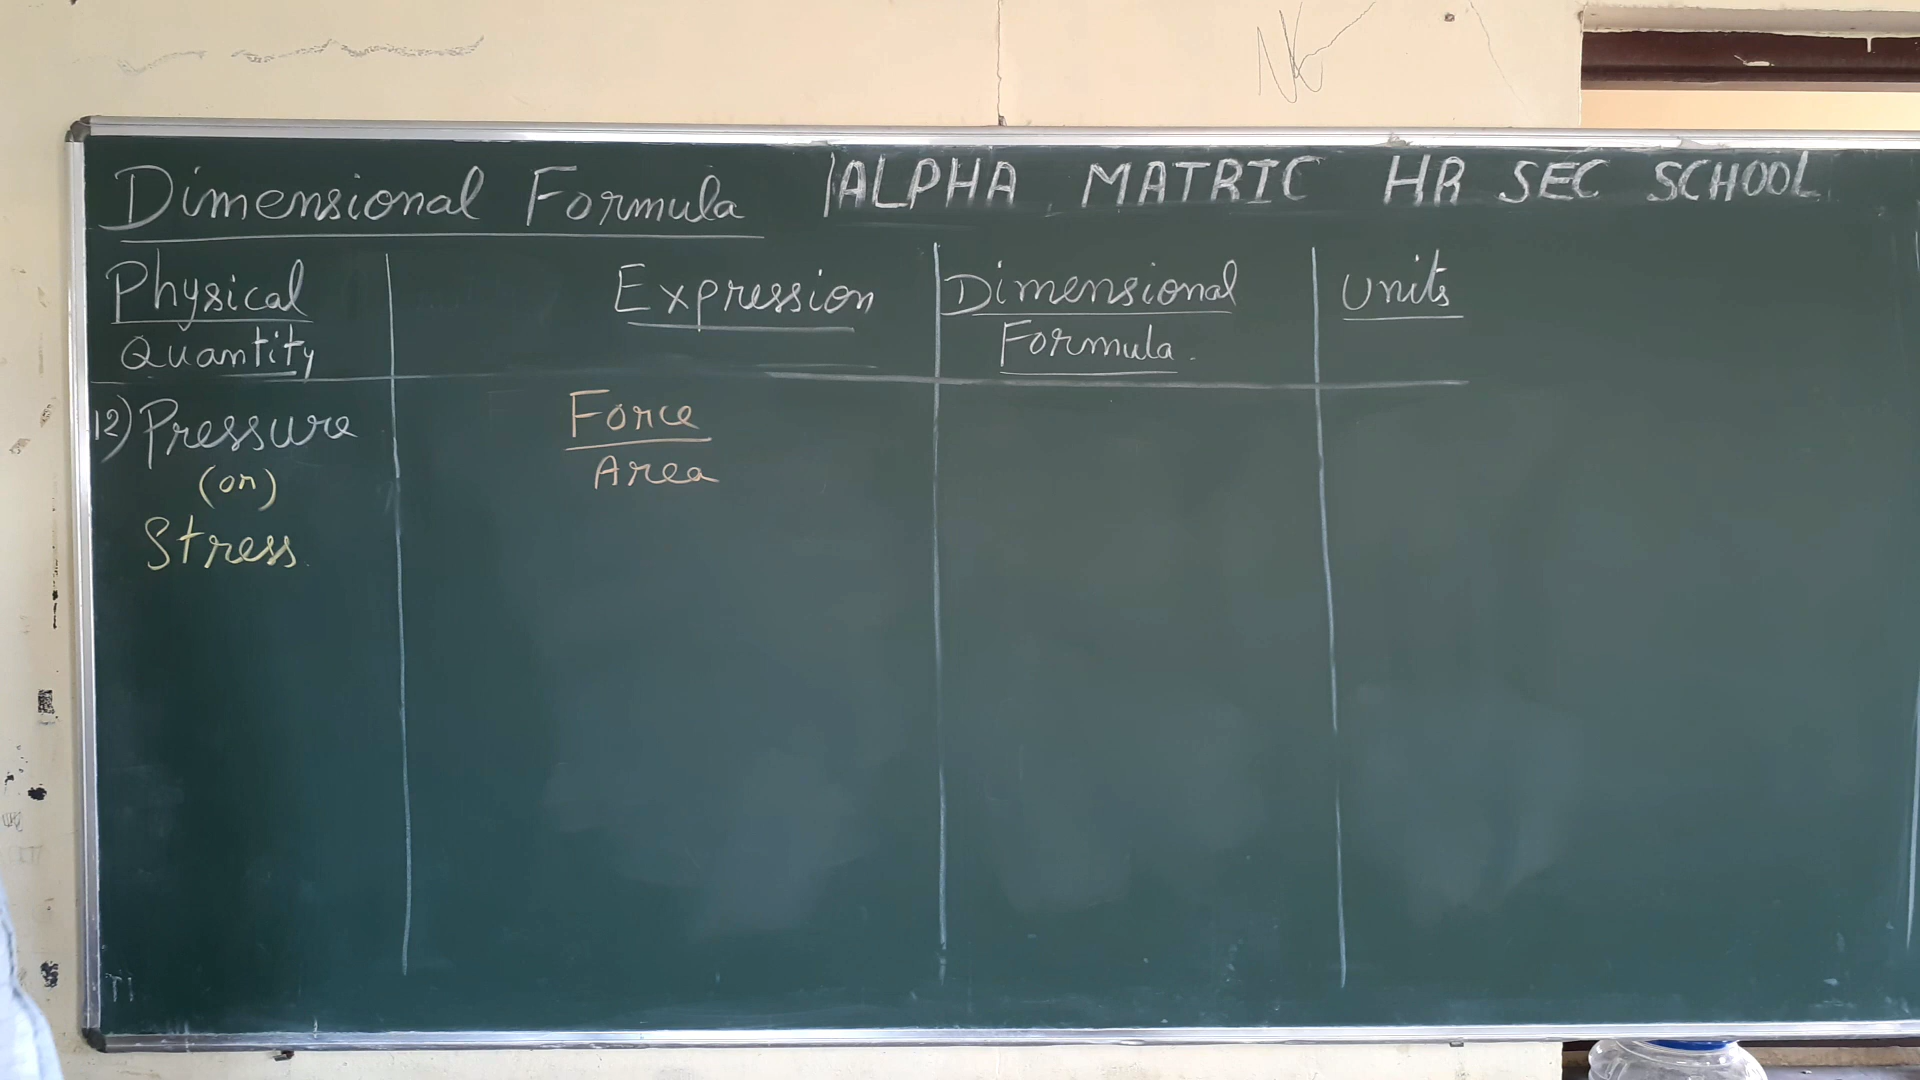 Dimensional Formula
ALPHA MATRIC HR SEC SCHOOL
Physical Quantity
Expression
Dimensional Formula.
Units
12) Pressure
(or)
Stress
Force
Area